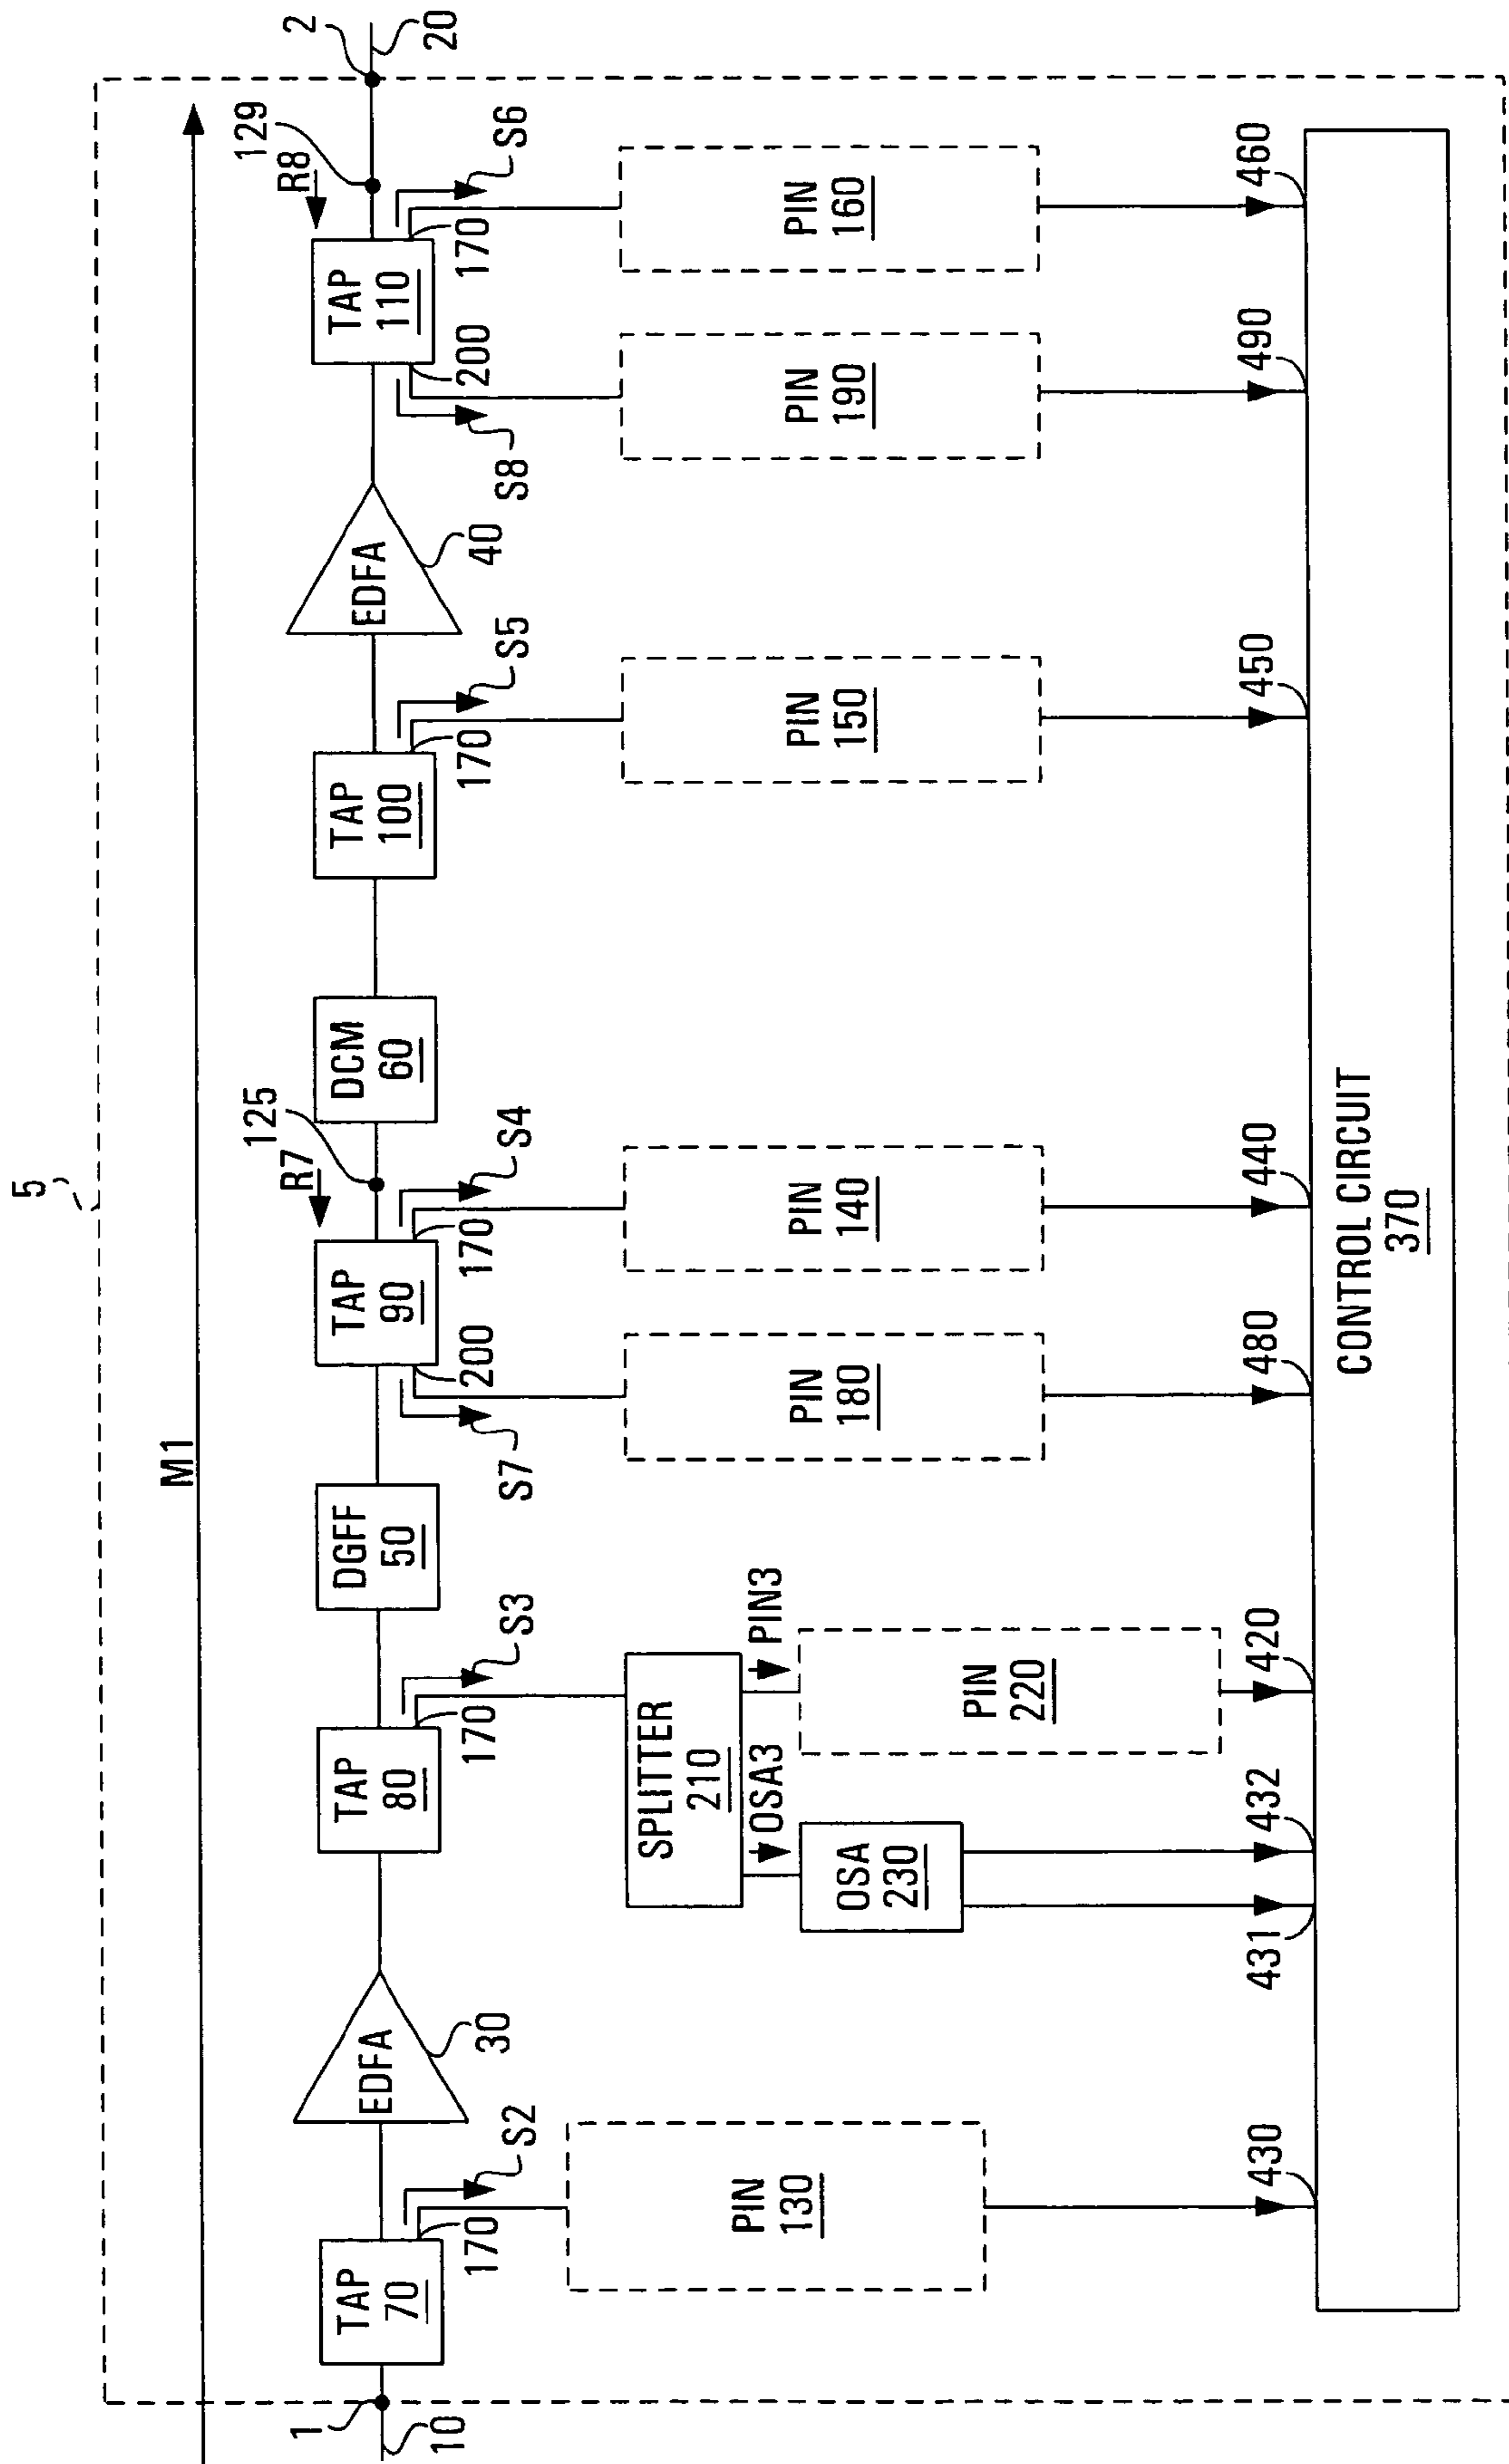 5
M1
1
10
TAP
70
170
S2
EDFA
30
TAP
80
170
S3
DGFF
50
S7
200
TAP
90
R7
125
170
S4
DCM
60
TAP
100
170
S5
EDFA
40
S8
200
TAP
110
R8
129
170
S6
2
20
PIN
130
SPLITTER
210
OSA3
PIN3
OSA
230
PIN
220
PIN
180
PIN
140
PIN
150
PIN
190
PIN
160
430
431
432
420
480
440
450
490
460
CONTROL CIRCUIT
370